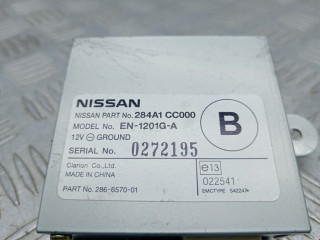 NISSAN
NISSAN PART No. 284A1 CC000
MODEL No. EN-1201G-A
12V ⊖ GROUND
SERIAL No. 0272195
Clarion Co., Ltd.
MADE IN CHINA
PART No. 286-6570-01
B
e13
022541